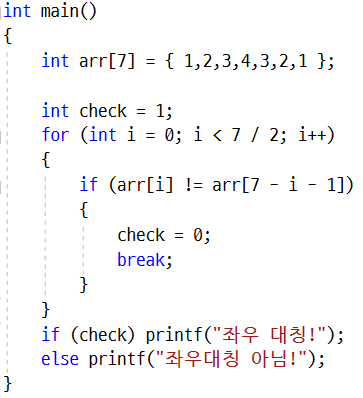 int main()
{
    int arr[7] = { 1,2,3,4,3,2,1 };

    int check = 1;
    for (int i = 0; i < 7 / 2; i++)
    {
        if (arr[i] != arr[7 - i - 1])
        {
            check = 0;
            break;
        }
    }
    if (check) printf("좌우 대칭!");
    else printf("좌우대칭 아님!");
}